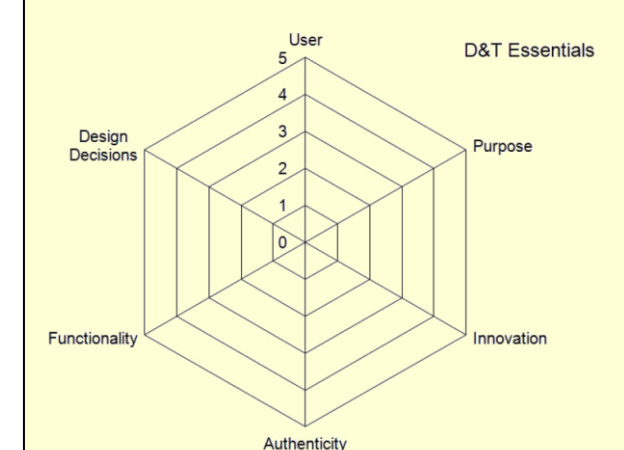 User
D&T Essentials
5
4
3
2
1
0
Design
Decisions
Purpose
Functionality
Innovation
Authenticity